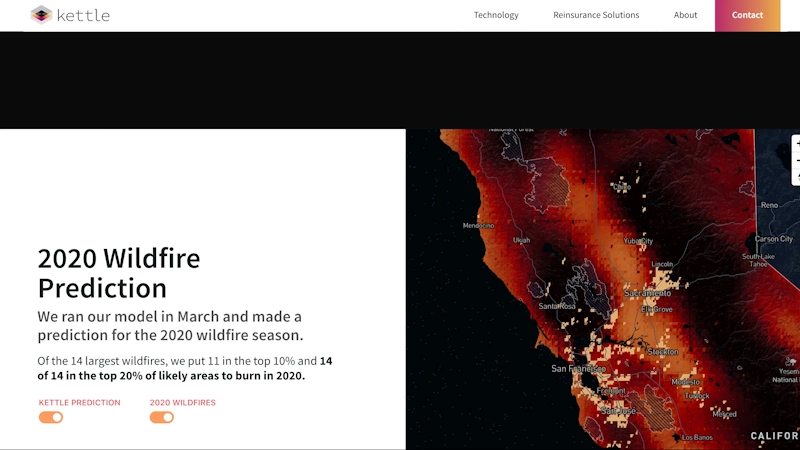 kettle
Technology
Reinsurance Solutions
About
Contact
2020 Wildfire
Prediction
We ran our model in March and made a
prediction for the 2020 wildfire season.
Of the 14 largest wildfires, we put 11 in the top 10% and 14
of 14 in the top 20% of likely areas to burn in 2020.
KETTLE PREDICTION
2020 WILDFIRES
National Forest
Chico
Reno
Mendocino
Ukiah
Yuba City
Carson City
South Lake
Tahoe
Lincoln
Sacramento
Santa Rosa
Elk Grove
Stockton
San Francisco
Yosem
National
Modesto
Fremont
Turlock
San Jose
Merced
Los Banos
CALIFOR